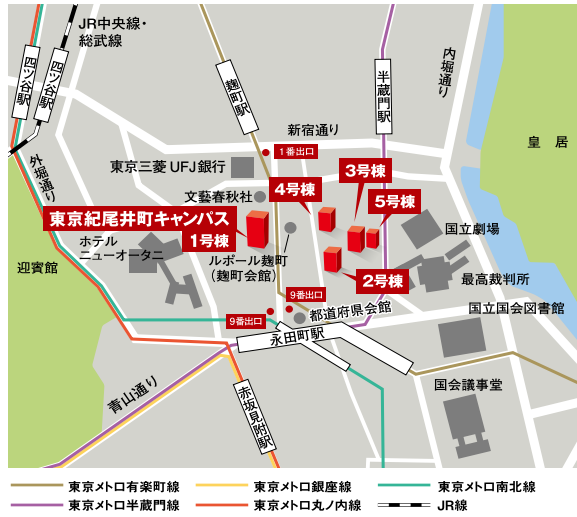 JR中央線・
総武線
四ツ谷駅
四ツ谷駅
麹町駅
半蔵門駅
内堀通り
新宿通り
皇居
1番出口
東京三菱UFJ銀行
外堀通り
文藝春秋社
4号棟
3号棟
5号棟
東京紀尾井町キャンパス
1号棟
国立劇場
ホテル
ニューオータニ
ルポール麹町
(麹町会館)
迎賓館
2号棟
最高裁判所
9番出口
都道府県会館
国立国会図書館
9番出口
永田町駅
青山通り
赤坂見附駅
国会議事堂
東京メトロ有楽町線
東京メトロ銀座線
東京メトロ南北線
東京メトロ半蔵門線
東京メトロ丸ノ内線
JR線